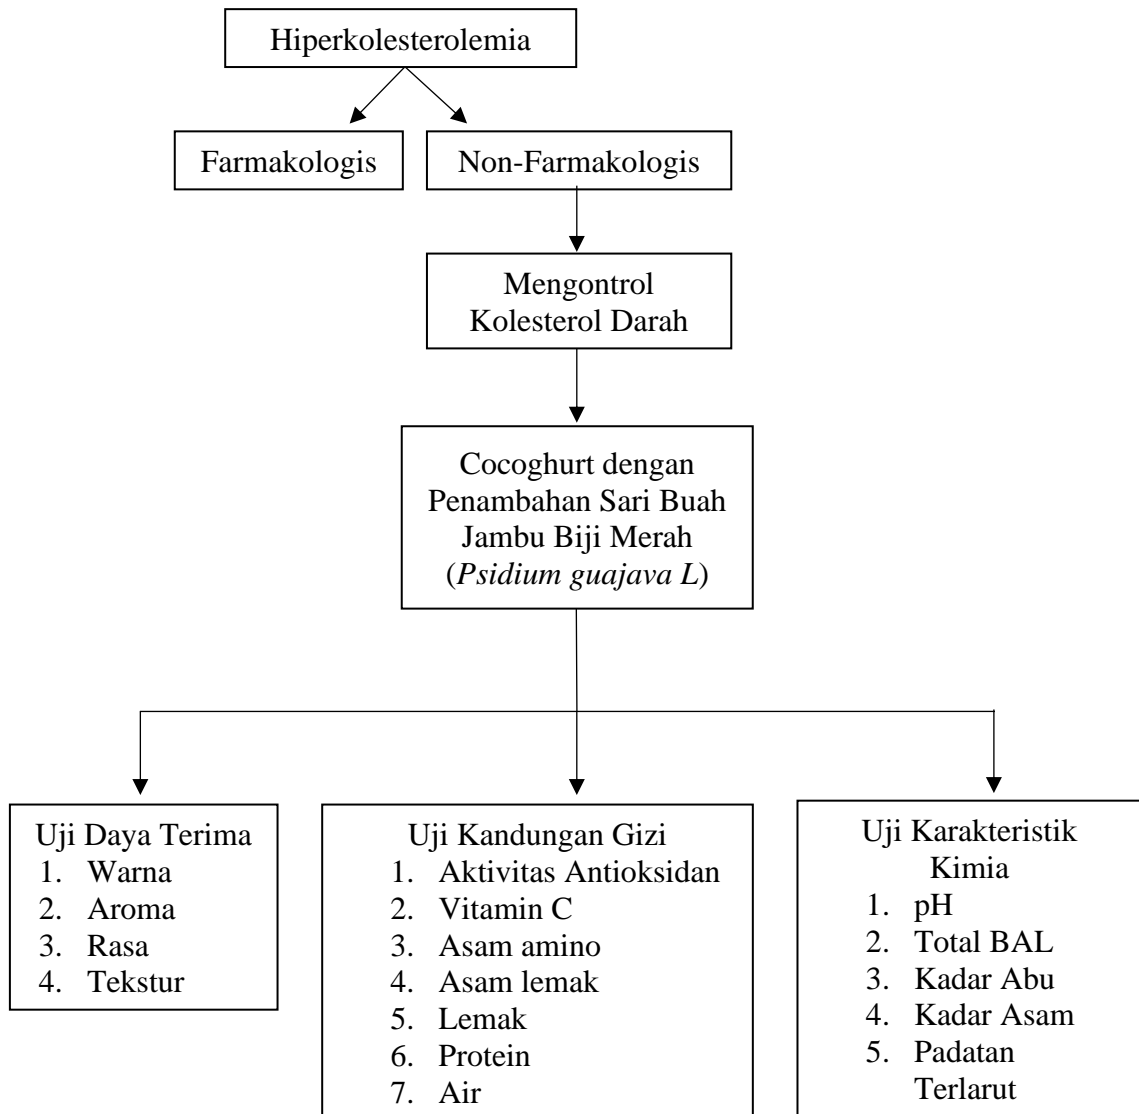 Hiperkolesterolemia
Farmakologis
Non-Farmakologis
Mengontrol
Kolesterol Darah
Cocoghurt dengan
Penambahan Sari Buah
Jambu Biji Merah
(Psidium guajava L)
Uji Daya Terima
1. Warna
2. Aroma
3. Rasa
4. Tekstur
Uji Kandungan Gizi
1. Aktivitas Antioksidan
2. Vitamin C
3. Asam amino
4. Asam lemak
5. Lemak
6. Protein
7. Air
Uji Karakteristik
Kimia
1. pH
2. Total BAL
3. Kadar Abu
4. Kadar Asam
5. Padatan
Terlarut